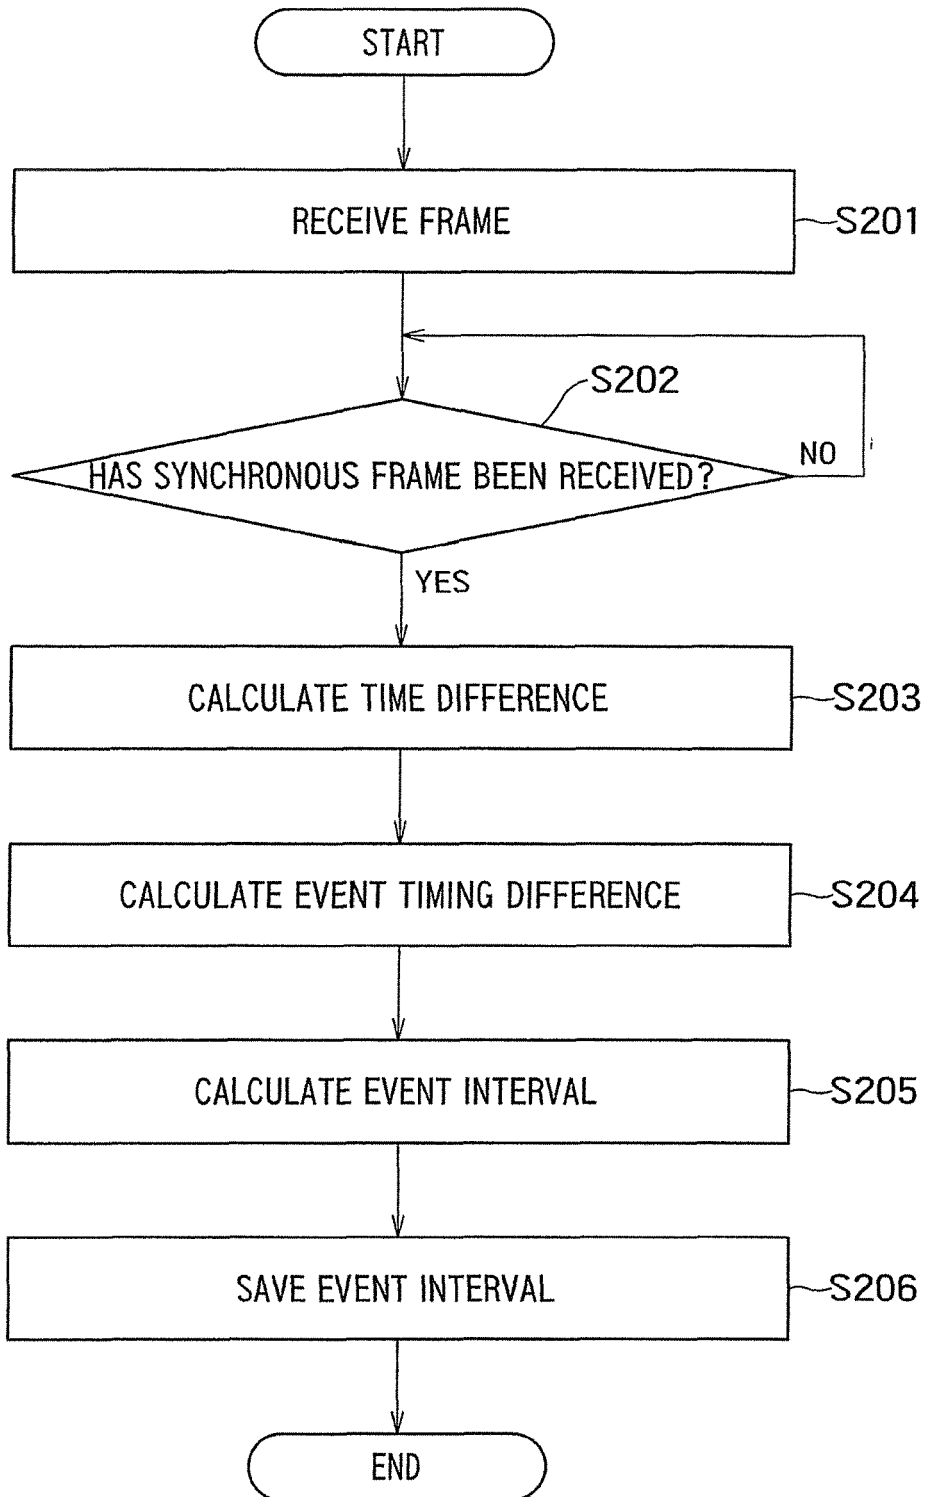 START
RECEIVE FRAME
S201
S202
HAS SYNCHRONOUS FRAME BEEN RECEIVED?
NO
YES
CALCULATE TIME DIFFERENCE
S203
CALCULATE EVENT TIMING DIFFERENCE
S204
CALCULATE EVENT INTERVAL
S205
SAVE EVENT INTERVAL
S206
END